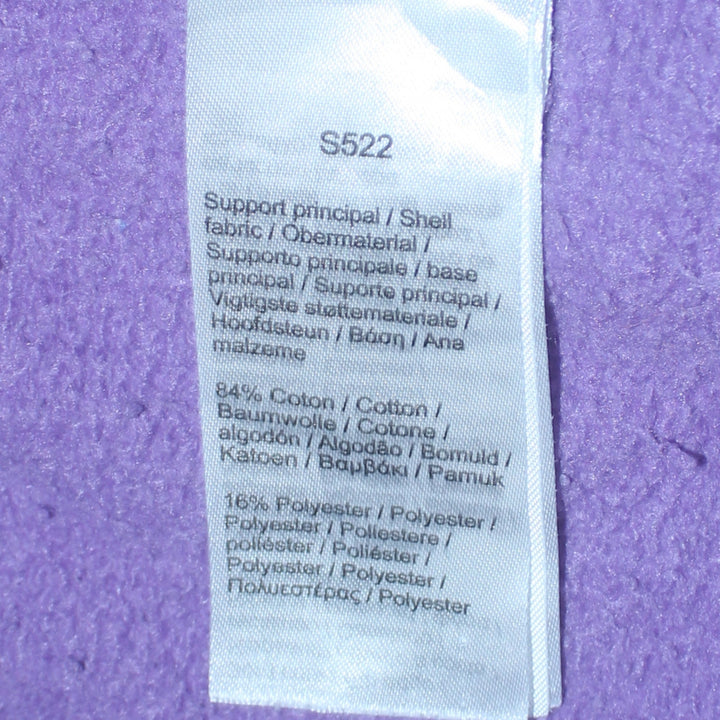 S522
Support principal / Shell
fabric / Obermaterial /
Supporto principale / base
principal / Suporte principal /
Vigtigste støttemateriale /
Hoofdsteun / Βάση / Ana
malzeme
84% Coton / Cotton /
Baumwolle / Cotone /
algodón / Algodão / Bomuld /
Katoen / Βαμβάκι / Pamuk
16% Polyester / Polyester /
Polyester / Poliestere /
poliéster / Poliéster /
Polyester / Polyester /
Πολυεστέρας / Polyester